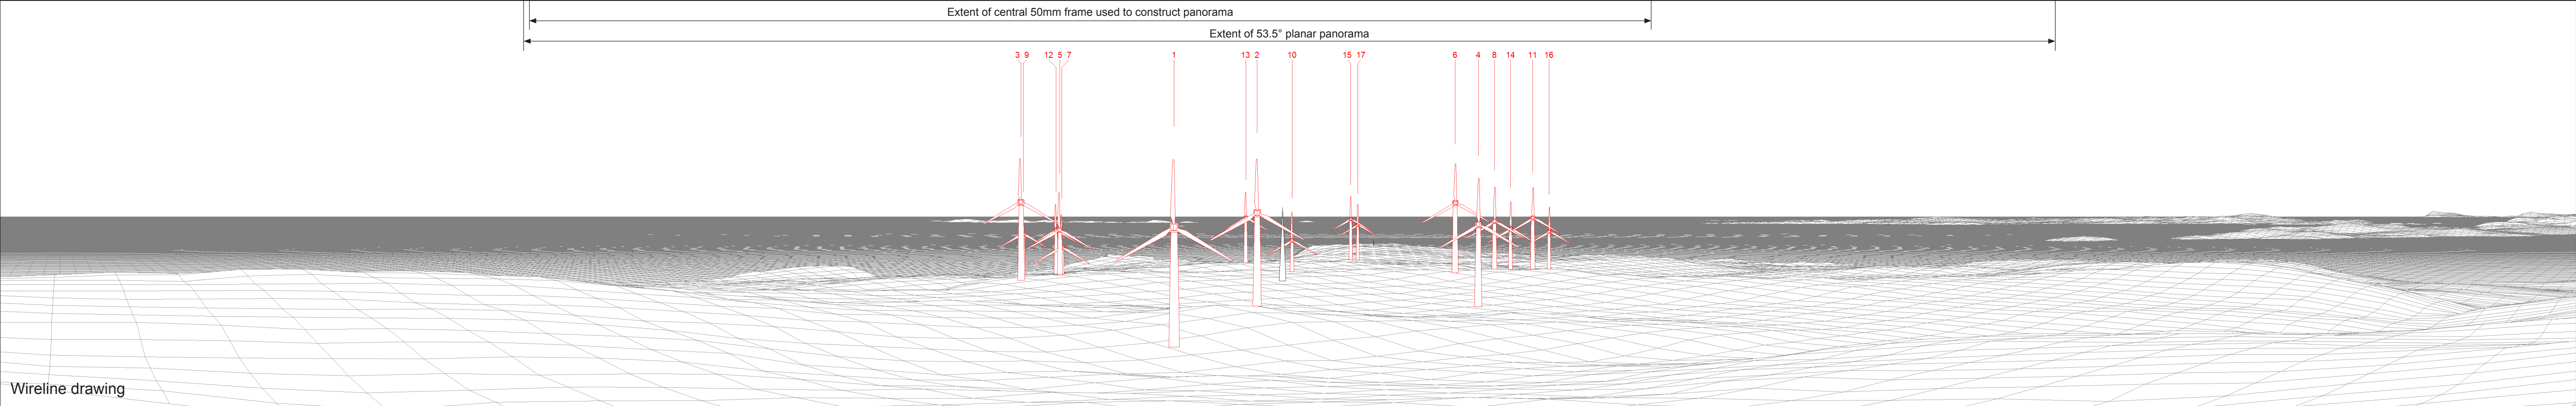 Extent of central 50mm frame used to construct panorama
Extent of 53.5° planar panorama
3 9 12 5 7 1 13 2 10 15 17 6 4 8 14 11 16
Wireline drawing